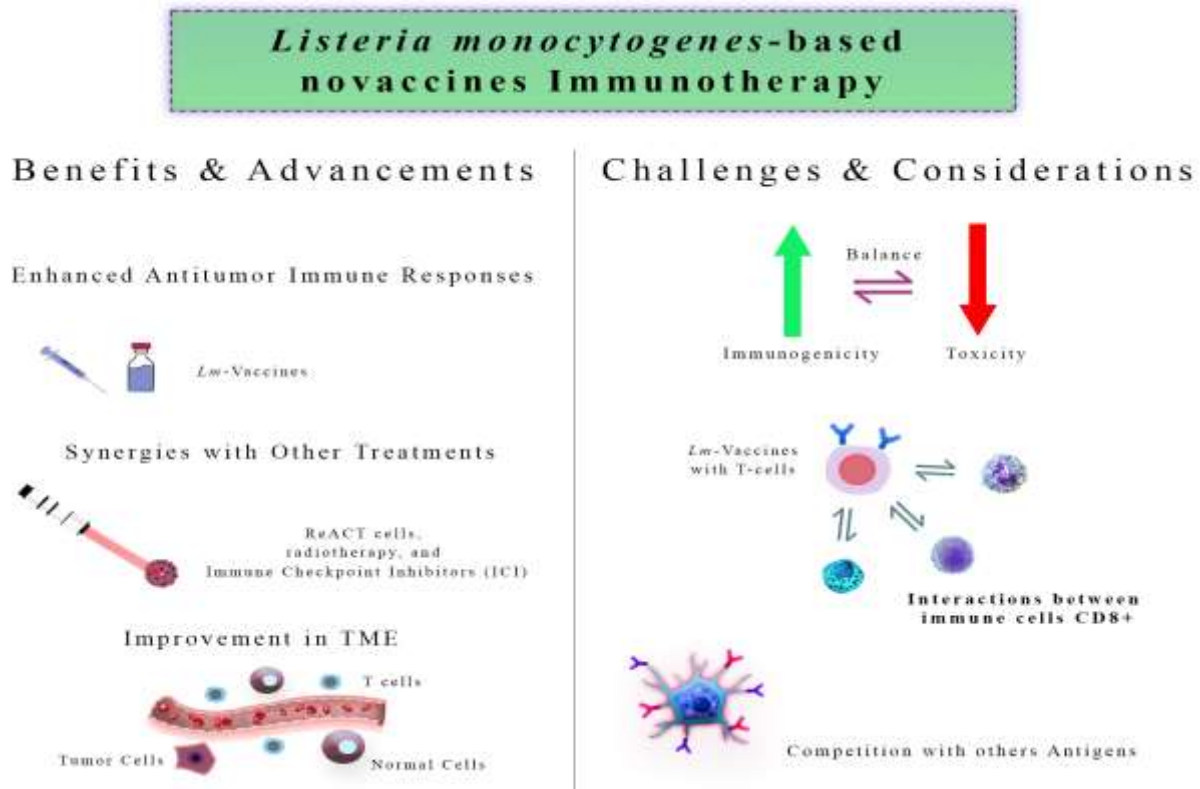 Listeria monocytogenes-based
novaccines Immunotherapy
Benefits & Advancements
Enhanced Antitumor Immune Responses
Lm-Vaccines
Synergies with Other Treatments
ReACT cells,
radiotherapy, and
Immune Checkpoint Inhibitors (ICI)
Improvement in TME
T cells
Tumor Cells
Normal Cells
Challenges & Considerations
Balance
Immunogenicity
Toxicity
Lm-Vaccines
with T-cells
Interactions between
immune cells CD8+
Competition with others Antigens